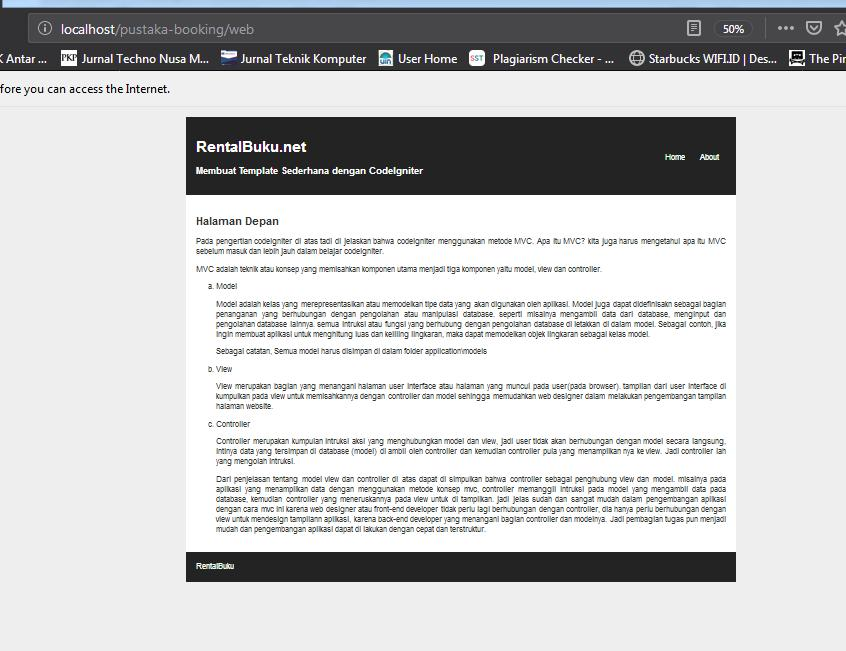 localhost/pustaka-booking/web
50%
Antar ...
PKP Jurnal Techno Nusa M...
Jurnal Teknik Komputer
uin User Home
SST Plagiarism Checker - ...
Starbucks WIFI.ID | Des...
The Pir
fore you can access the Internet.
RentalBuku.net
Home About
Membuat Template Sederhana dengan CodeIgniter
Halaman Depan
Pada pengertian codeigniter di atas tadi di jelaskan bahwa codeigniter menggunakan metode MVC. Apa itu MVC? kita juga harus mengetahui apa itu MVC
sebelum masuk dan lebih jauh dalam belajar codeigniter.
MVC adalah teknik atau konsep yang memisahkan komponen utama menjadi tiga komponen yaitu model, view dan controller.
a. Model
Model adalah kelas yang merepresentasikan atau memodelkan tipe data yang akan digunakan oleh aplikasi. Model juga dapat didefinisakn sebagai bagian
penanganan yang berhubungan dengan pengolahan atau manipulasi database. seperti misalnya mengambil data dari database, menginput dan
pengolahan database lainnya. semua intruksi atau fungsi yang berhubung dengan pengolahan database di letakkan di dalam model. Sebagai contoh, jika
ingin membuat aplikasi untuk menghitung luas dan keliling lingkaran, maka dapat memodelkan objek lingkaran sebagai kelas model.
Sebagai catatan, Semua model harus disimpan di dalam folder application\models
b. View
View merupakan bagian yang menangani halaman user interface atau halaman yang muncul pada user(pada browser). tampilan dari user interface di
kumpulkan pada view untuk memisahkannya dengan controller dan model sehingga memudahkan web designer dalam melakukan pengembangan tampilan
halaman website.
c. Controller
Controller merupakan kumpulan intruksi aksi yang menghubungkan model dan view, jadi user tidak akan berhubungan dengan model secara langsung.
intinya data yang tersimpan di database (model) di ambil oleh controller dan kemudian controller pula yang menampilkan nya ke view. Jadi controller lah
yang mengolah intruksi.
Dari penjelasan tentang model view dan controller di atas dapat di simpulkan bahwa controller sebagai penghubung view dan model. misalnya pada
aplikasi yang menampilkan data dengan menggunakan metode konsep mvc, controller memanggil intruksi pada model yang mengambil data pada
database, kemudian controller yang meneruskannya pada view untuk di tampilkan. jadi jelas sudah dan sangat mudah dalam pengembangan aplikasi
dengan cara mvc ini karena web designer atau front-end developer tidak perlu lagi berhubungan dengan controller, dia hanya perlu berhubungan dengan
view untuk mendesign tampilann aplikasi, karena back-end developer yang menangani bagian controller dan modelnya. Jadi pembagian tugas pun menjadi
mudah dan pengembangan aplikasi dapat di lakukan dengan cepat dan terstruktur.
RentalBuku